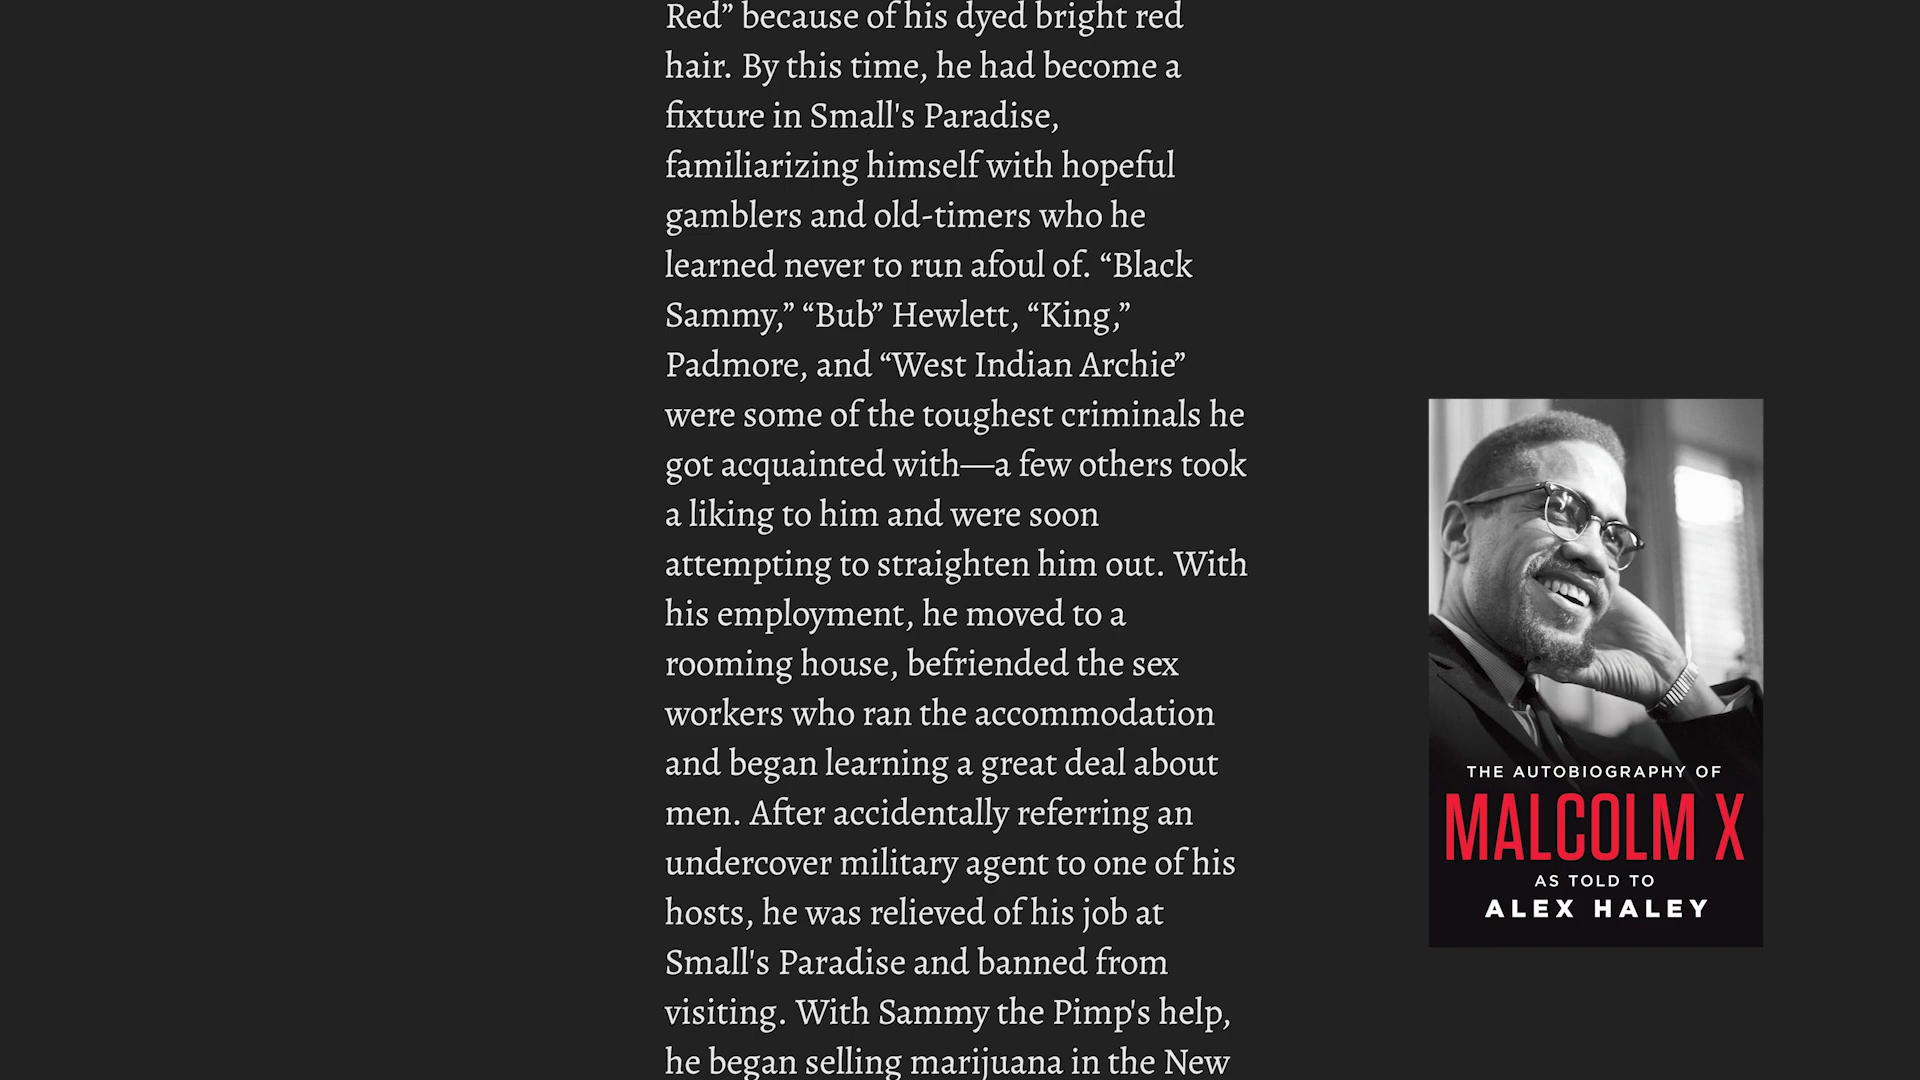 Red” because of his dyed bright red
hair. By this time, he had become a
fixture in Small's Paradise,
familiarizing himself with hopeful
gamblers and old-timers who he
learned never to run afoul of. “Black
Sammy,” “Bub” Hewlett, “King,”
Padmore, and “West Indian Archie”
were some of the toughest criminals he
got acquainted with—a few others took
a liking to him and were soon
attempting to straighten him out. With
his employment, he moved to a
rooming house, befriended the sex
workers who ran the accommodation
and began learning a great deal about
men. After accidentally referring an
undercover military agent to one of his
hosts, he was relieved of his job at
Small's Paradise and banned from
visiting. With Sammy the Pimp's help,
he began selling marijuana in the New
THE AUTOBIOGRAPHY OF
MALCOLM X
AS TOLD TO
ALEX HALEY